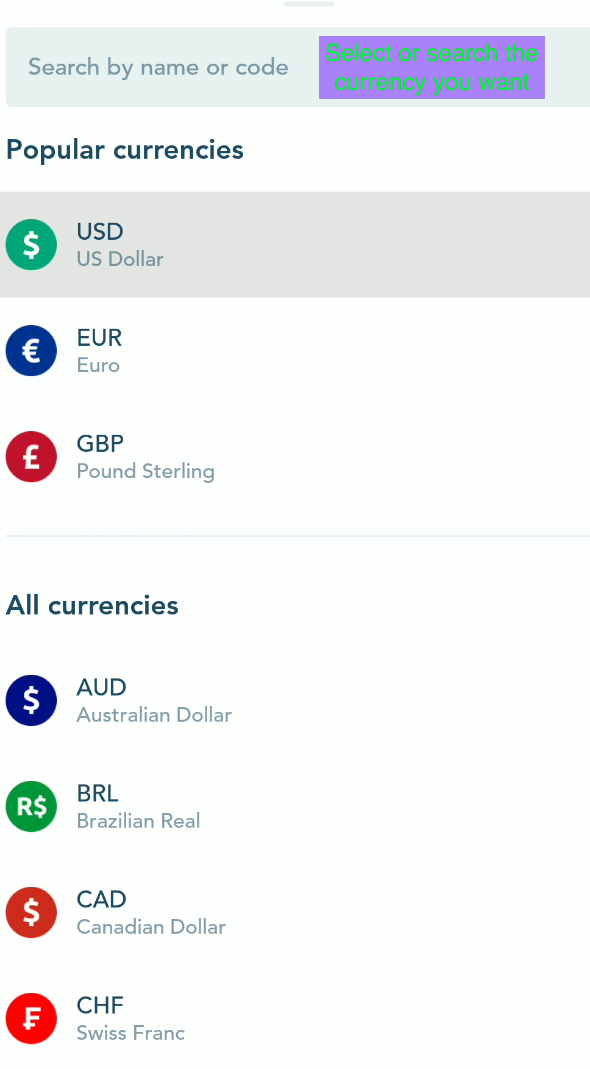 Search by name or code
Select or search the
currency you want
Popular currencies
$
USD
US Dollar
€
EUR
Euro
£
GBP
Pound Sterling
All currencies
$
AUD
Australian Dollar
R$
BRL
Brazilian Real
$
CAD
Canadian Dollar
₣
CHF
Swiss Franc